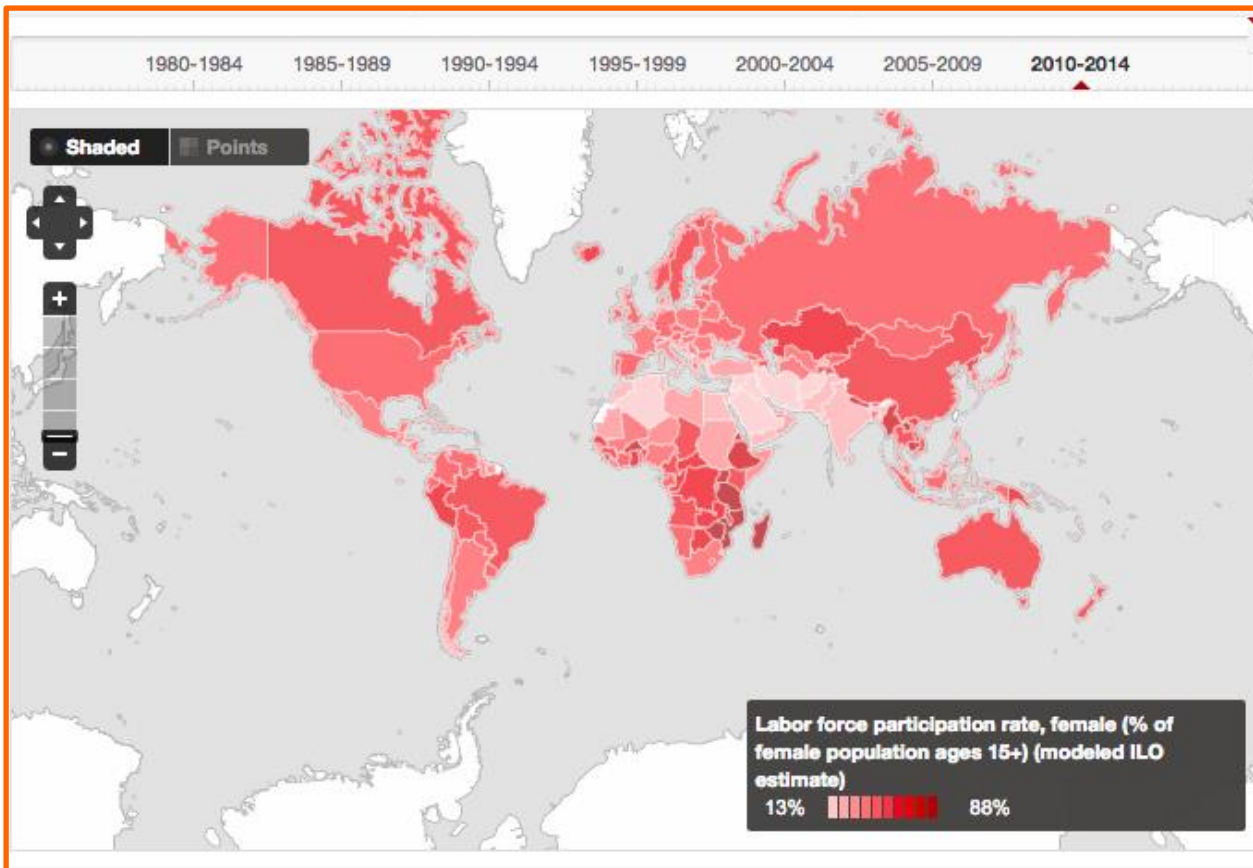 1980-1984 1985-1989 1990-1994 1995-1999 2000-2004 2005-2009 2010-2014
Shaded Points
+
−
Labor force participation rate, female (% of
female population ages 15+) (modeled ILO
estimate)
13% 88%